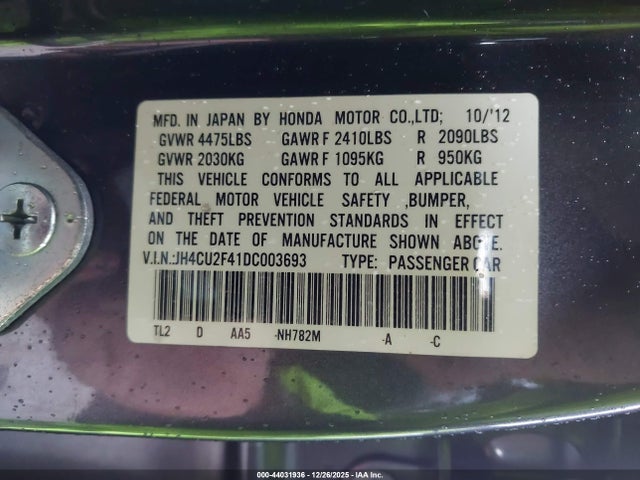 MFD. IN JAPAN BY HONDA MOTOR CO.,LTD; 10/'12
GVWR 4475LBS GAWR F 2410LBS R 2090LBS
GVWR 2030KG GAWR F 1095KG R 950KG
THIS VEHICLE CONFORMS TO ALL APPLICABLE
FEDERAL MOTOR VEHICLE SAFETY ,BUMPER,
AND THEFT PREVENTION STANDARDS IN EFFECT
ON THE DATE OF MANUFACTURE SHOWN ABOVE.
V.I.N.:JH4CU2F41DC003693 TYPE: PASSENGER CAR
TL2 D AA5 -NH782M -A -C
000-44031936 - 12/26/2025 - IAA Inc.